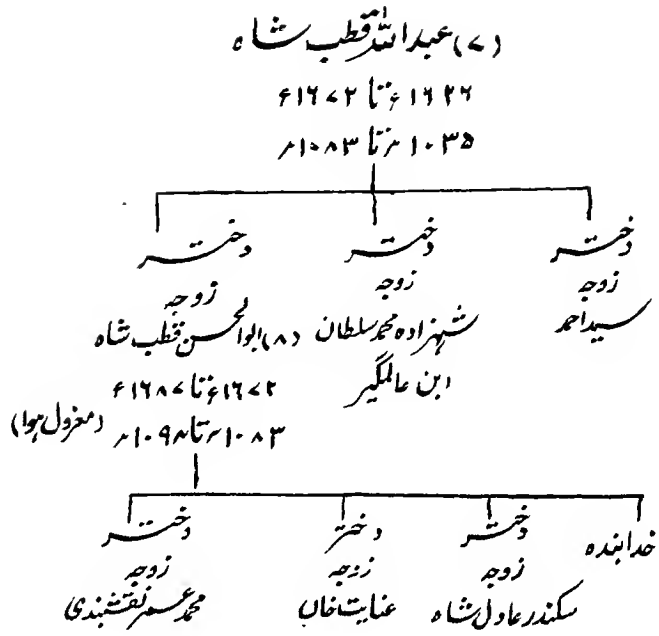 (۷) عبداللہ قطب شاہ
۱۶۲۶ء تا ۱۶۷۲ء
۱۰۳۵ھ تا ۱۰۸۳ھ
دختر دختر دختر
زوجہ زوجہ زوجہ
سید احمد شہزادہ محمد سلطان (۸) ابوالحسن قطب شاہ
ابن عالمگیر
۱۶۷۲ء تا ۱۶۸۷ء
۱۰۸۳ھ تا ۱۰۹۸ھ (معزول ہوا)
خدابندہ دختر دختر دختر
زوجہ زوجہ زوجہ
سکندر عادل شاہ عنایت خاں محمد عمر نقشبندی